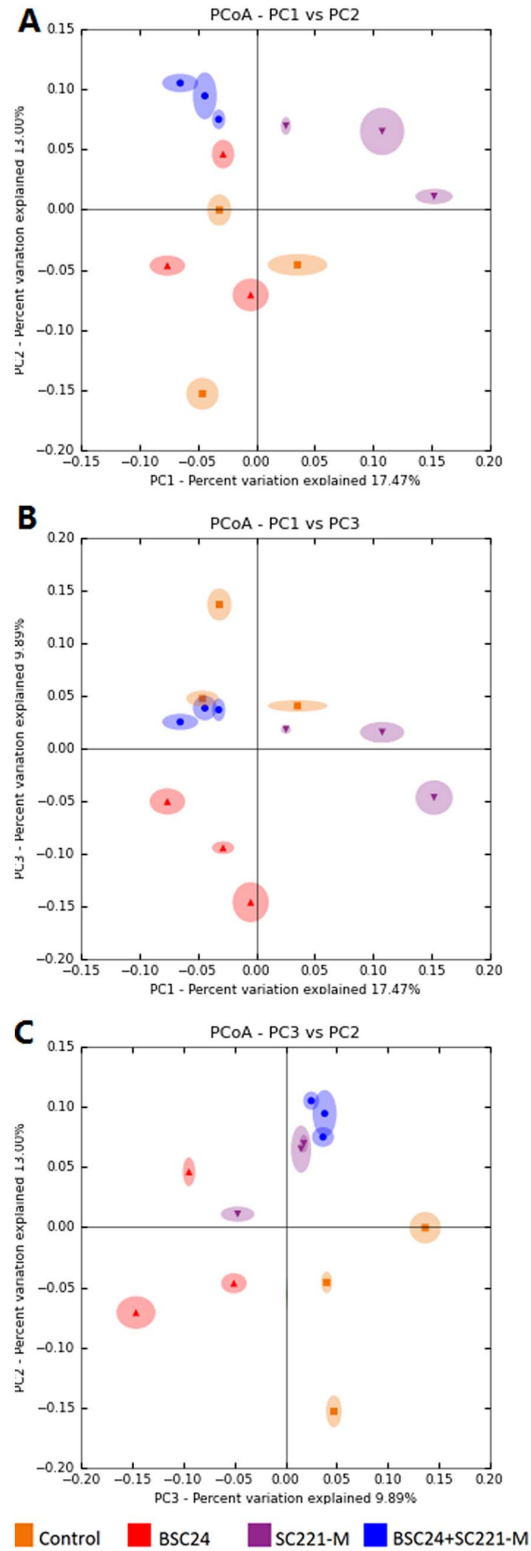 A
PCoA - PC1 vs PC2
0.15
0.10
0.05
0.00
−0.05
−0.10
−0.15
−0.20
PC2 - Percent variation explained 13.00%
−0.15 −0.10 −0.05 0.00 0.05 0.10 0.15 0.20
PC1 - Percent variation explained 17.47%
B
PCoA - PC1 vs PC3
0.20
0.15
0.10
0.05
0.00
−0.05
−0.10
−0.15
−0.20
PC3 - Percent variation explained 9.89%
−0.15 −0.10 −0.05 0.00 0.05 0.10 0.15 0.20
PC1 - Percent variation explained 17.47%
C
PCoA - PC3 vs PC2
0.15
0.10
0.05
0.00
−0.05
−0.10
−0.15
−0.20
PC2 - Percent variation explained 13.00%
−0.20 −0.15 −0.10 −0.05 0.00 0.05 0.10 0.15 0.20
PC3 - Percent variation explained 9.89%
Control BSC24 SC221-M BSC24+SC221-M